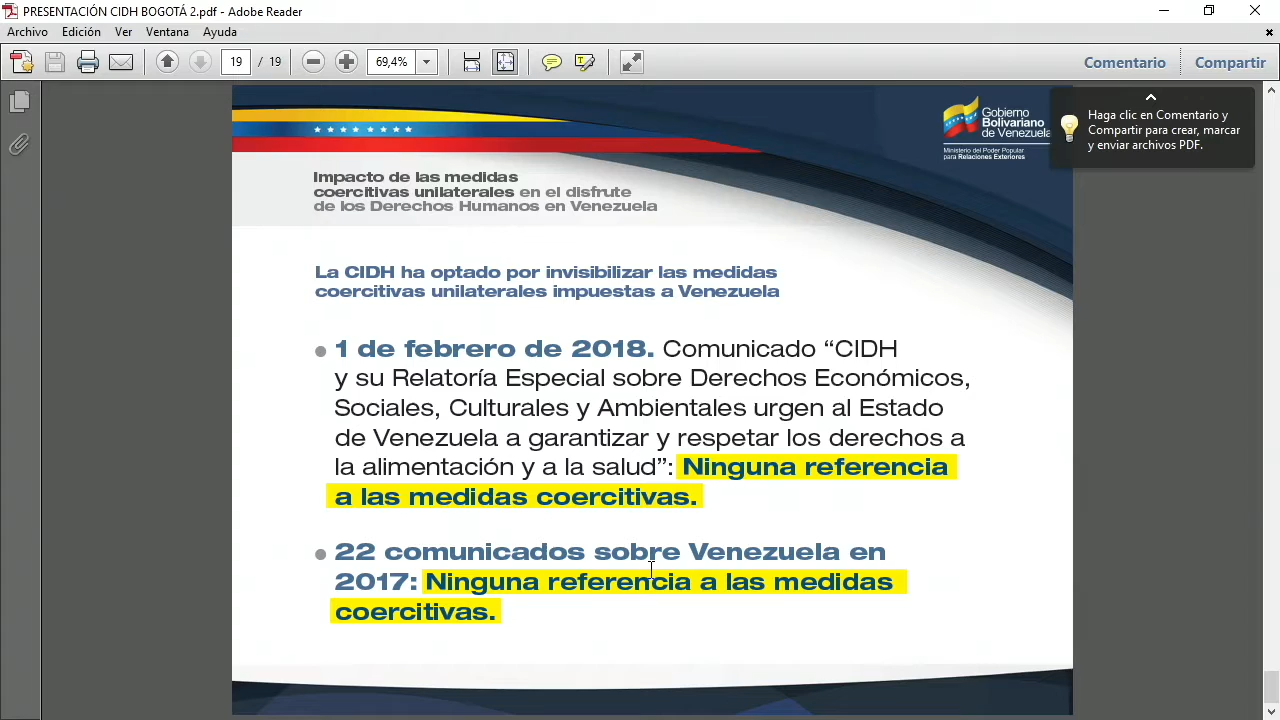 PRESENTACIÓN CIDH BOGOTÁ 2.pdf - Adobe Reader
Archivo Edición Ver Ventana Ayuda
19 / 19 69,4% Comentario Compartir
Haga clic en Comentario y
Compartir para crear, marcar
y enviar archivos PDF.
Gobierno
Bolivariano
de Venezuela
Ministerio del Poder Popular
para Relaciones Exteriores
Impacto de las medidas
coercitivas unilaterales en el disfrute
de los Derechos Humanos en Venezuela
La CIDH ha optado por invisibilizar las medidas
coercitivas unilaterales impuestas a Venezuela
1 de febrero de 2018. Comunicado “CIDH
y su Relatoría Especial sobre Derechos Económicos,
Sociales, Culturales y Ambientales urgen al Estado
de Venezuela a garantizar y respetar los derechos a
la alimentación y a la salud”: Ninguna referencia
a las medidas coercitivas.
22 comunicados sobre Venezuela en
2017: Ninguna referencia a las medidas
coercitivas.